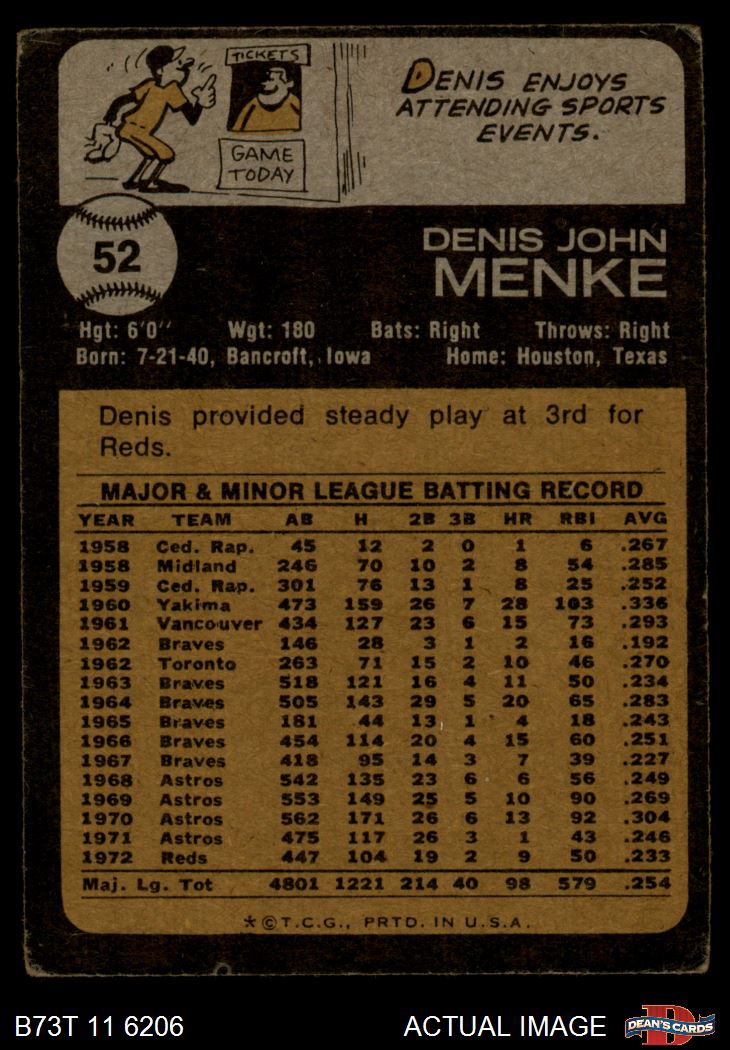 TICKETS
GAME
TODAY
DENIS ENJOYS
ATTENDING SPORTS
EVENTS.
52
DENIS JOHN
MENKE
Hgt: 6'0" Wgt: 180 Bats: Right Throws: Right
Born: 7-21-40, Bancroft, Iowa Home: Houston, Texas
Denis provided steady play at 3rd for
Reds.
MAJOR & MINOR LEAGUE BATTING RECORD
YEAR TEAM AB H 2B 3B HR RBI AVG
1958 Ced. Rap. 45 12 2 0 1 6 .267
1958 Midland 246 70 10 2 8 54 .285
1959 Ced. Rap. 301 76 13 1 8 25 .252
1960 Yakima 473 159 26 7 28 103 .336
1961 Vancouver 434 127 23 6 15 73 .293
1962 Braves 146 28 3 1 2 16 .192
1962 Toronto 263 71 15 2 10 46 .270
1963 Braves 518 121 16 4 11 50 .234
1964 Braves 505 143 29 5 20 65 .283
1965 Braves 181 44 13 1 4 18 .243
1966 Braves 454 114 20 4 15 60 .251
1967 Braves 418 95 14 3 7 39 .227
1968 Astros 542 135 23 6 6 56 .249
1969 Astros 553 149 25 5 10 90 .269
1970 Astros 562 171 26 6 13 92 .304
1971 Astros 475 117 26 3 1 43 .246
1972 Reds 447 104 19 2 9 50 .233
Maj. Lg. Tot 4801 1221 214 40 98 579 .254
*©T.C.G., PRTD. IN U.S.A.
B73T 11 6206 ACTUAL IMAGE
D
DEAN'S CARDS